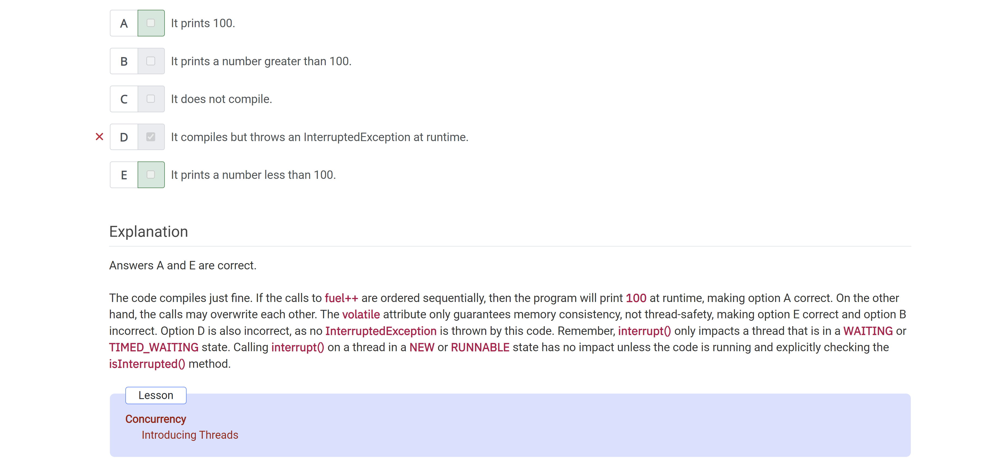 A It prints 100.
B It prints a number greater than 100.
C It does not compile.
D It compiles but throws an InterruptedException at runtime.
E It prints a number less than 100.
Explanation
Answers A and E are correct.
The code compiles just fine. If the calls to fuel++ are ordered sequentially, then the program will print 100 at runtime, making option A correct. On the other
hand, the calls may overwrite each other. The volatile attribute only guarantees memory consistency, not thread-safety, making option E correct and option B
incorrect. Option D is also incorrect, as no InterruptedException is thrown by this code. Remember, interrupt() only impacts a thread that is in a WAITING or
TIMED_WAITING state. Calling interrupt() on a thread in a NEW or RUNNABLE state has no impact unless the code is running and explicitly checking the
isInterrupted() method.
Lesson
Concurrency
Introducing Threads